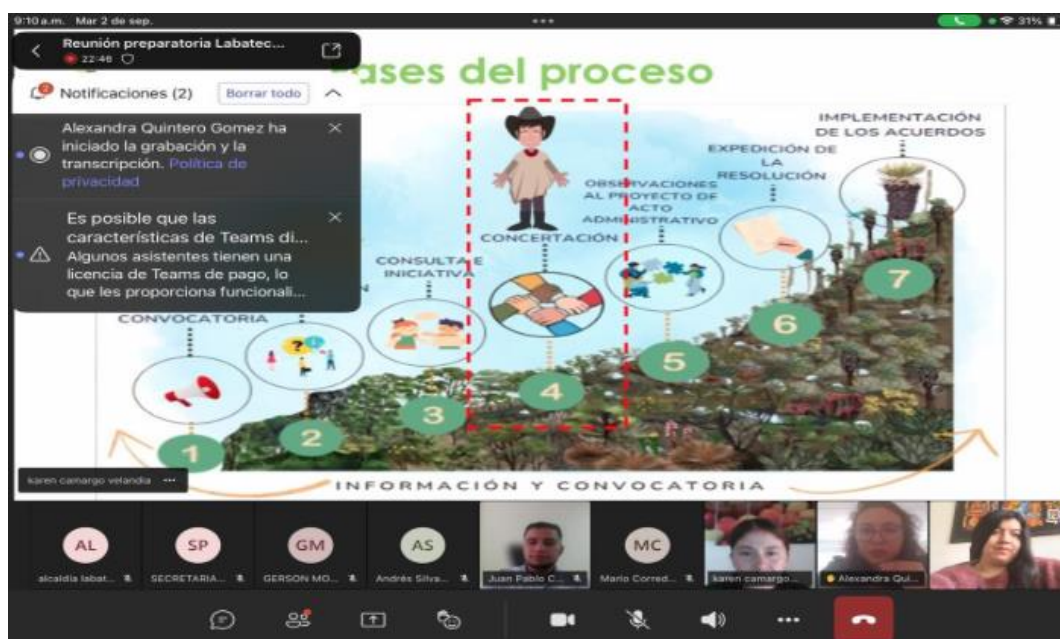 9:10 a.m. Mar 2 de sep.
31%
Reunión preparatoria Labatec...
22:46
Notificaciones (2)
Borrar todo
Alexandra Quintero Gomez ha
iniciado la grabación y la
transcripción. Política de
privacidad
Es posible que las
características de Teams di...
Algunos asistentes tienen una
licencia de Teams de pago, lo
que les proporciona funcionali...
ases del proceso
CONVOCATORIA
CONSULTA E
INICIATIVA
CONCERTACIÓN
OBSERVACIONES
AL PROYECTO DE
ACTO
ADMINISTRATIVO
EXPEDICIÓN DE
LA
RESOLUCIÓN
IMPLEMENTACIÓN
DE LOS ACUERDOS
1
2
3
4
5
6
7
karen camargo velandia
INFORMACIÓN Y CONVOCATORIA
AL
SP
GM
AS
MC
alcaldía labat...
SECRETARIA...
GERSON MO...
Andrés Silva...
Juan Pablo C...
Mario Corred...
karen camargo...
Alexandra Qui...